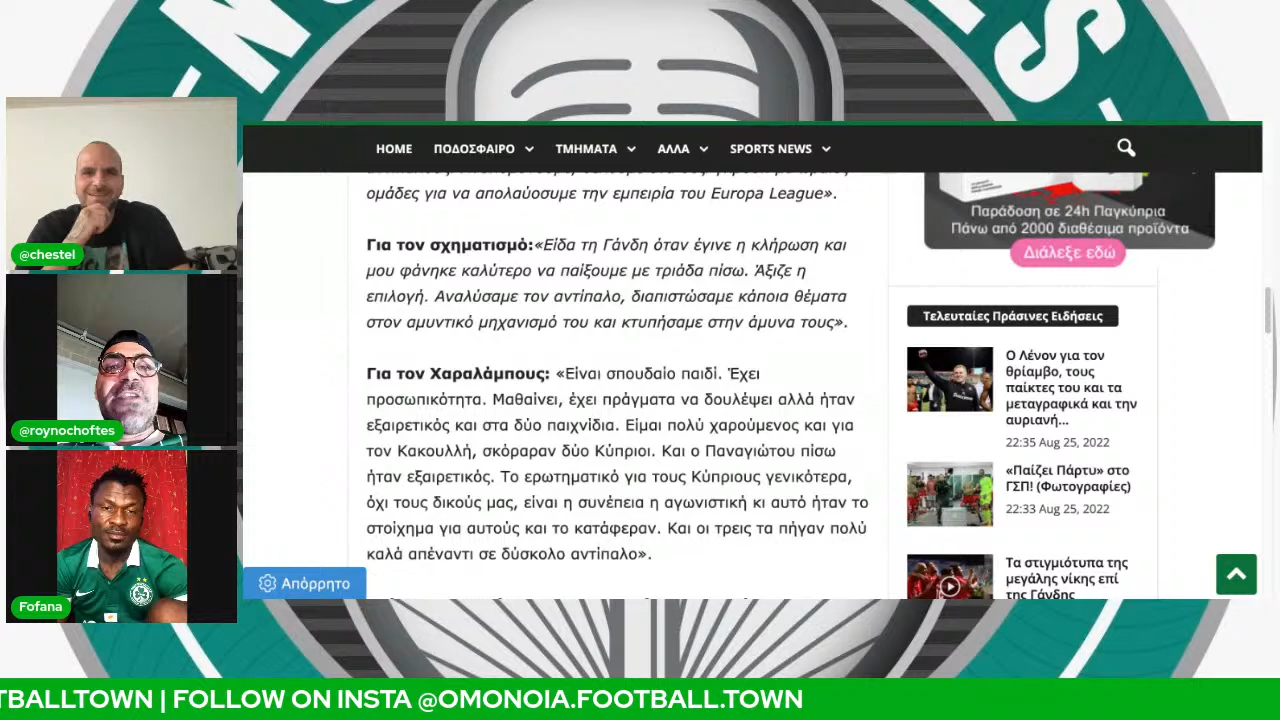 @chestel
@roynochoftes
Fofana
HOME ΠΟΔΟΣΦΑΙΡΟ ΤΜΗΜΑΤΑ ΑΛΛΑ SPORTS NEWS
ομάδες για να απολαύσουμε την εμπειρία του Europa League».
Για τον σχηματισμό:«Είδα τη Γάνδη όταν έγινε η κλήρωση και
μου φάνηκε καλύτερο να παίξουμε με τριάδα πίσω. Άξιζε η
επιλογή. Αναλύσαμε τον αντίπαλο, διαπιστώσαμε κάποια θέματα
στον αμυντικό μηχανισμό του και κτυπήσαμε στην άμυνα τους».
Για τον Χαραλάμπους: «Είναι σπουδαίο παιδί. Έχει
προσωπικότητα. Μαθαίνει, έχει πράγματα να δουλέψει αλλά ήταν
εξαιρετικός και στα δύο παιχνίδια. Είμαι πολύ χαρούμενος και για
τον Κακουλλή, σκόραραν δύο Κύπριοι. Και ο Παναγιώτου πίσω
ήταν εξαιρετικός. Το ερωτηματικό για τους Κύπριους γενικότερα,
όχι τους δικούς μας, είναι η συνέπεια η αγωνιστική κι αυτό ήταν το
στοίχημα για αυτούς και το κατάφεραν. Και οι τρεις τα πήγαν πολύ
καλά απέναντι σε δύσκολο αντίπαλο».
Απόρρητο
Παράδοση σε 24h Παγκύπρια
Πάνω από 2000 διαθέσιμα προϊόντα
Διάλεξε εδώ
Τελευταίες Πράσινες Ειδήσεις
Ο Λένον για τον
θρίαμβο, τους
παίκτες του και τα
μεταγραφικά και την
αυριανή...
22:35 Aug 25, 2022
«Παίζει Πάρτυ» στο
ΓΣΠ! (Φωτογραφίες)
22:33 Aug 25, 2022
Τα στιγμιότυπα της
μεγάλης νίκης επί
της Γάνδης
TBALLTOWN | FOLLOW ON INSTA @OMONOIA.FOOTBALL.TOWN